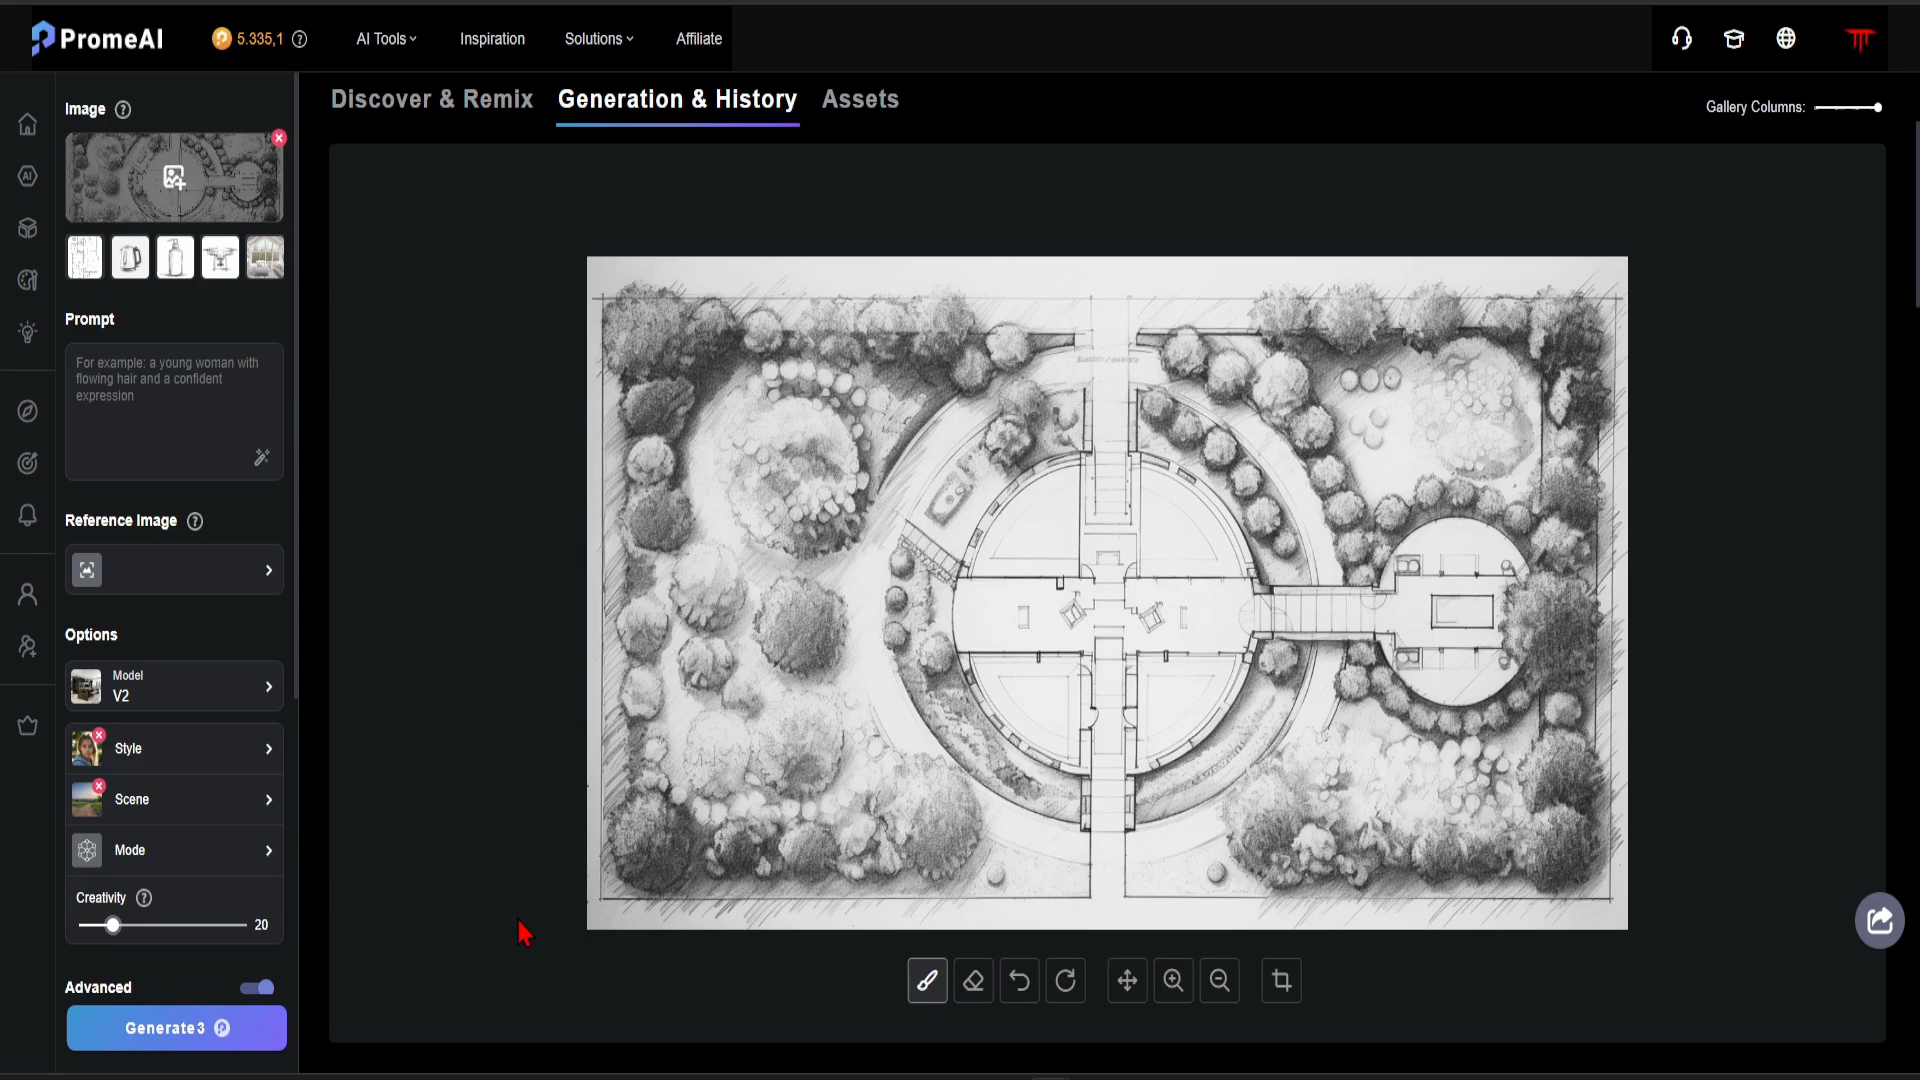 PromeAI
5.335,1
AI Tools
Inspiration
Solutions
Affiliate
Discover & Remix
Generation & History
Assets
Gallery Columns:
Image
Prompt
For example: a young woman with
flowing hair and a confident
expression
Reference Image
Options
Model
V2
Style
Scene
Mode
Creativity
20
Advanced
Generate3